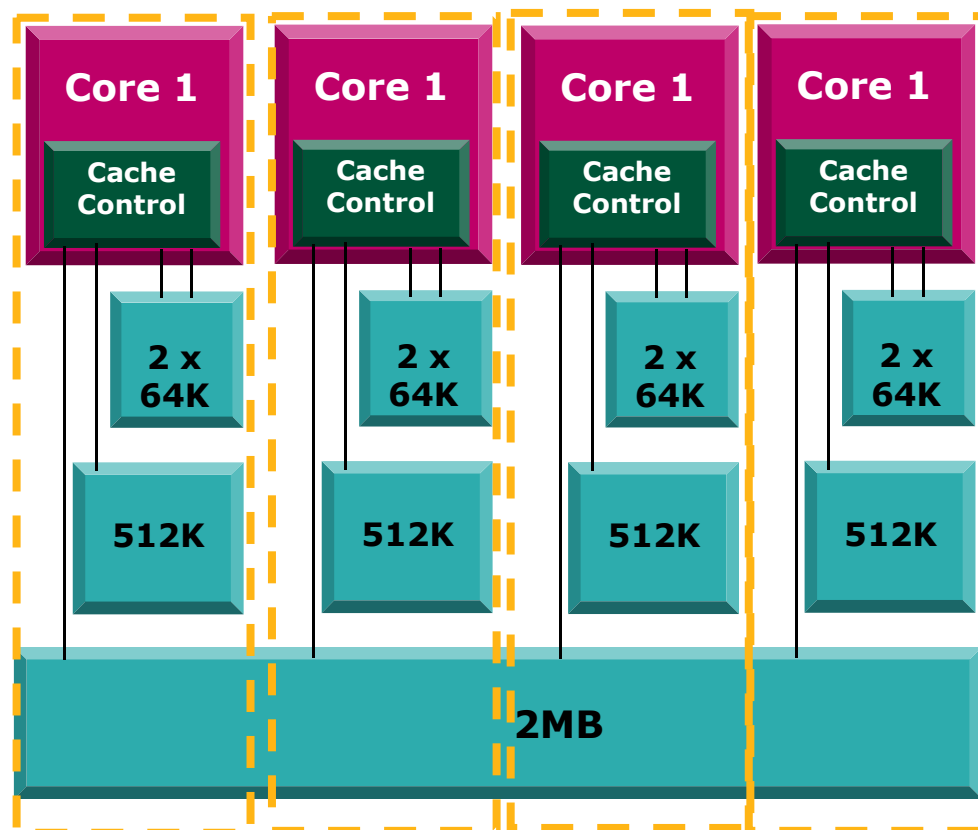 Core 1
Cache
Control
2 x
64K
512K
Core 1
Cache
Control
2 x
64K
512K
Core 1
Cache
Control
2 x
64K
512K
Core 1
Cache
Control
2 x
64K
512K
2MB